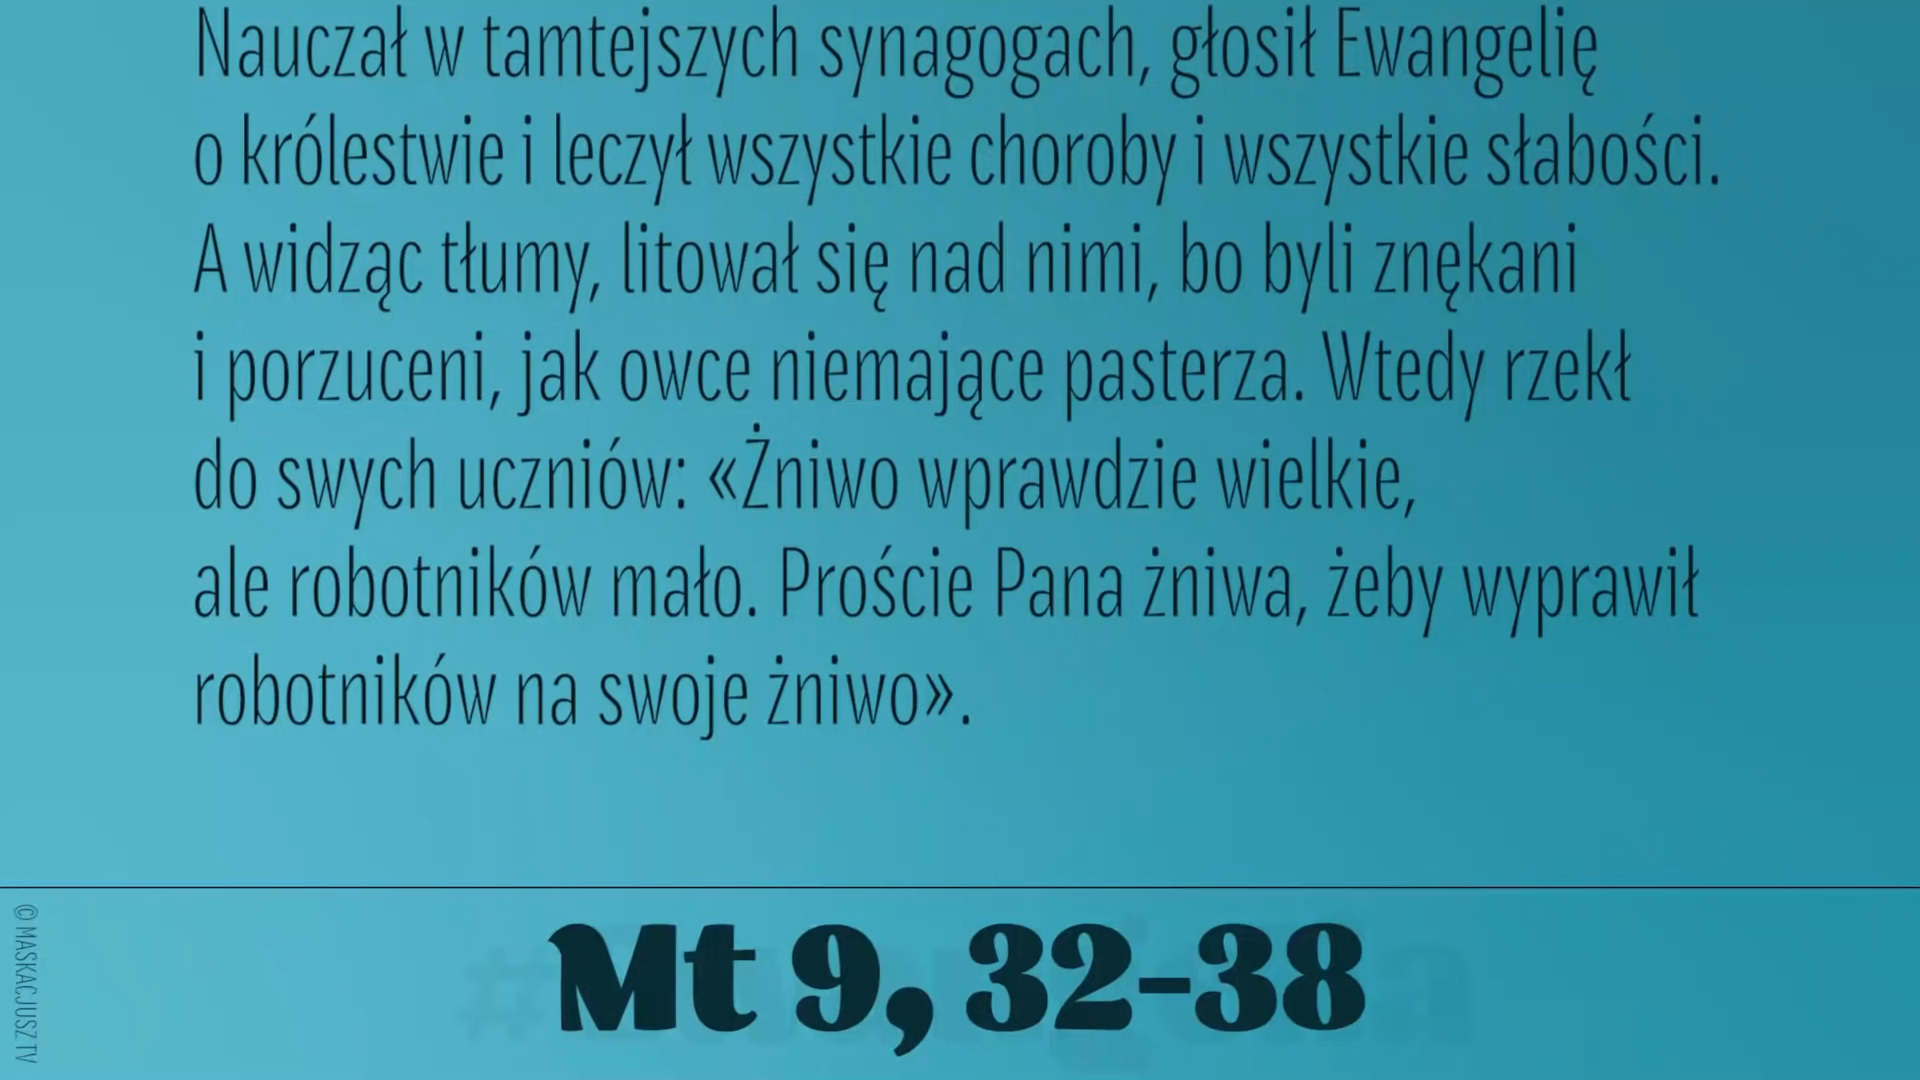 Nauczał w tamtejszych synagogach, głosił Ewangelię
o królestwie i leczył wszystkie choroby i wszystkie słabości.
A widząc tłumy, litował się nad nimi, bo byli znękani
i porzuceni, jak owce niemające pasterza. Wtedy rzekł
do swych uczniów: «Żniwo wprawdzie wielkie,
ale robotników mało. Proście Pana żniwa, żeby wyprawił
robotników na swoje żniwo».
Mt 9, 32-38
© MASKACJUSZ TV